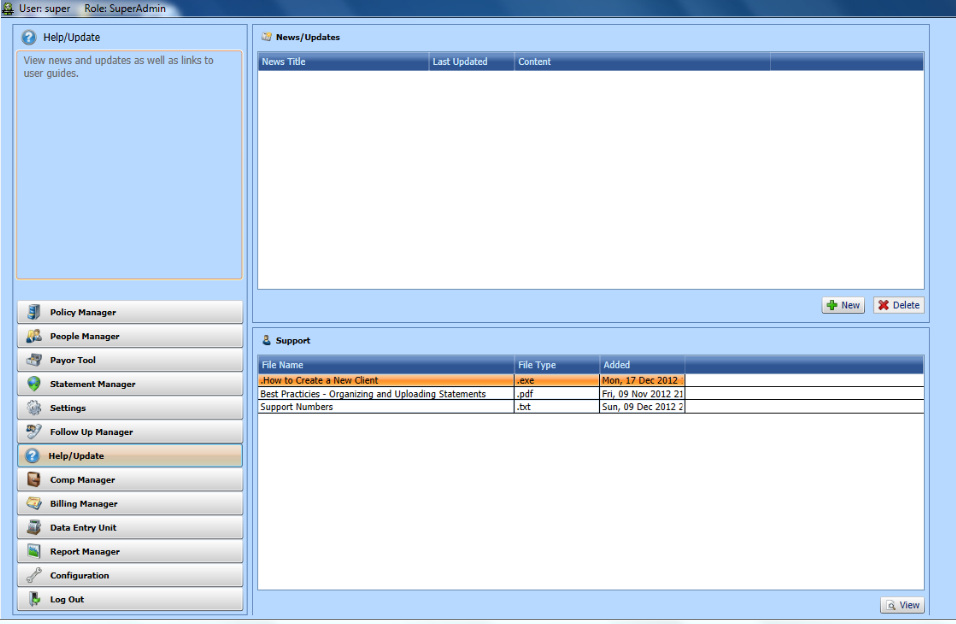 User: super Role: SuperAdmin
Help/Update
View news and updates as well as links to
user guides.
Policy Manager
People Manager
Payor Tool
Statement Manager
Settings
Follow Up Manager
Help/Update
Comp Manager
Billing Manager
Data Entry Unit
Report Manager
Configuration
Log Out
News/Updates
News Title Last Updated Content
New Delete
Support
File Name File Type Added
.How to Create a New Client .exe Mon, 17 Dec 2012
Best Practicies - Organizing and Uploading Statements .pdf Fri, 09 Nov 2012 21
Support Numbers .txt Sun, 09 Dec 2012 2
View